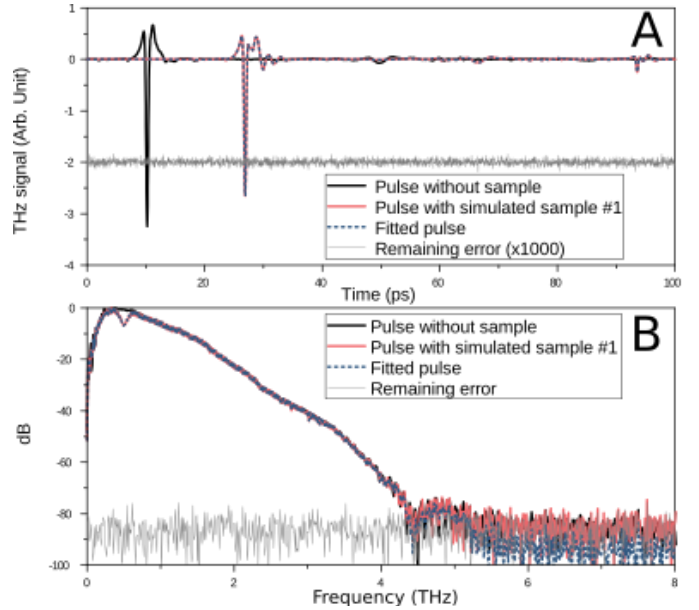 A
1
0
-1
-2
-3
-4
THz signal (Arb. Unit)
Pulse without sample
Pulse with simulated sample #1
Fitted pulse
Remaining error (x1000)
0
20
40
60
80
100
Time (ps)
B
0
-20
-40
-60
-80
-100
dB
Pulse without sample
Pulse with simulated sample #1
Fitted pulse
Remaining error
0
2
4
6
8
Frequency (THz)